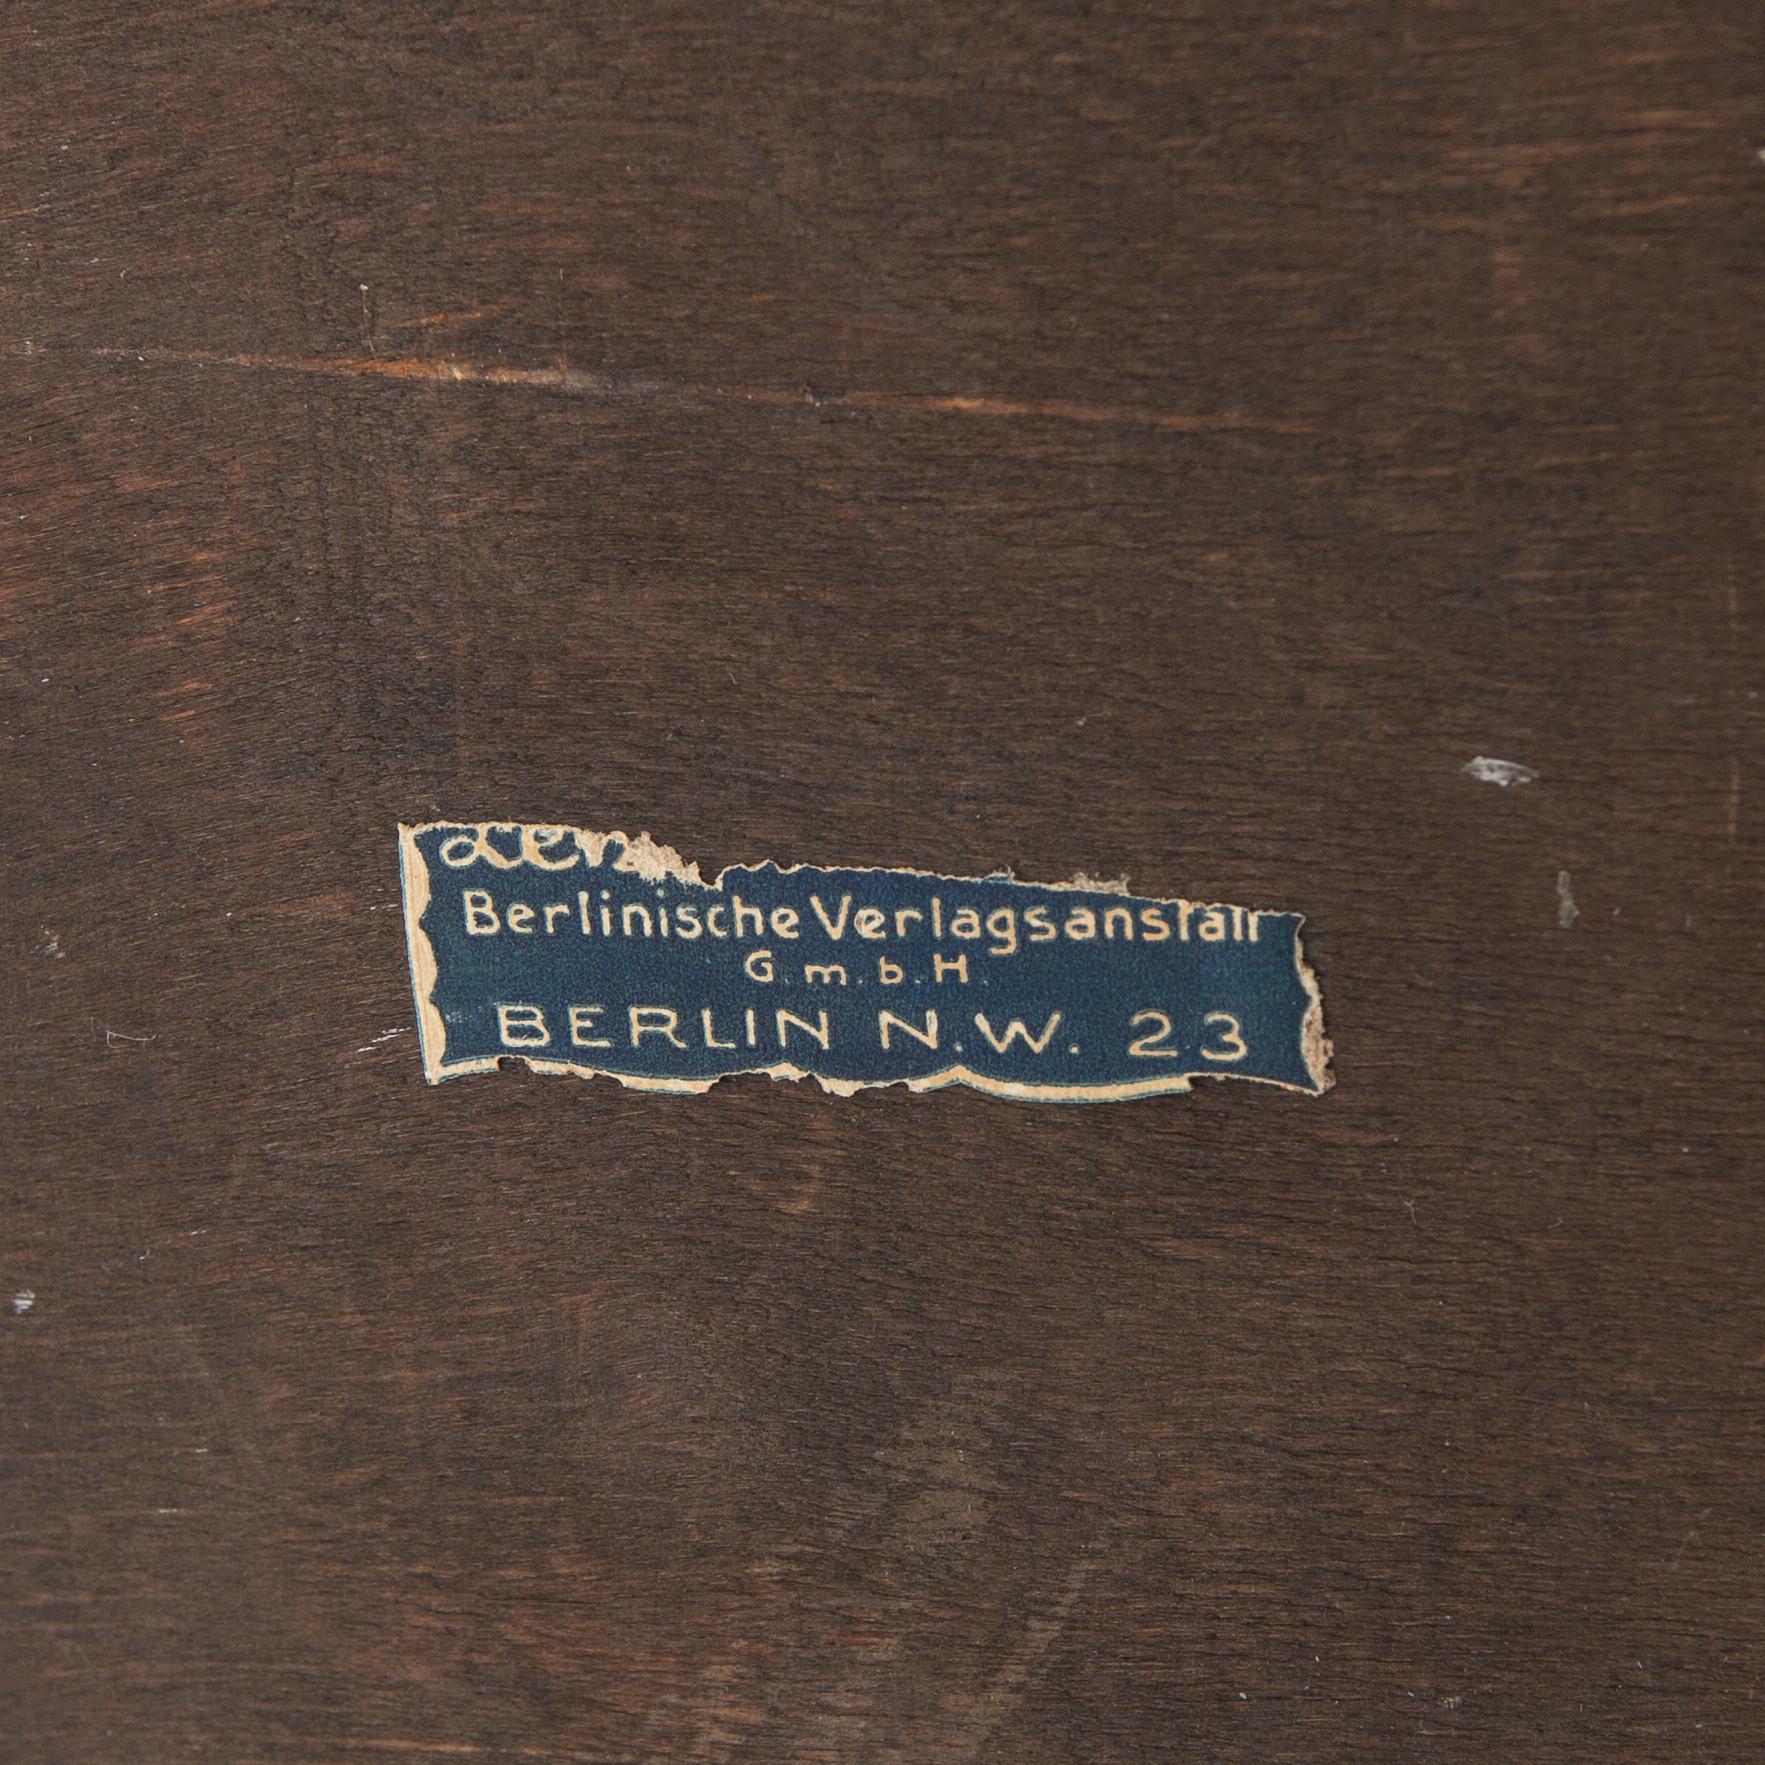 Berlinische Verlagsanstalt
G.m.b.H.
BERLIN N.W. 23